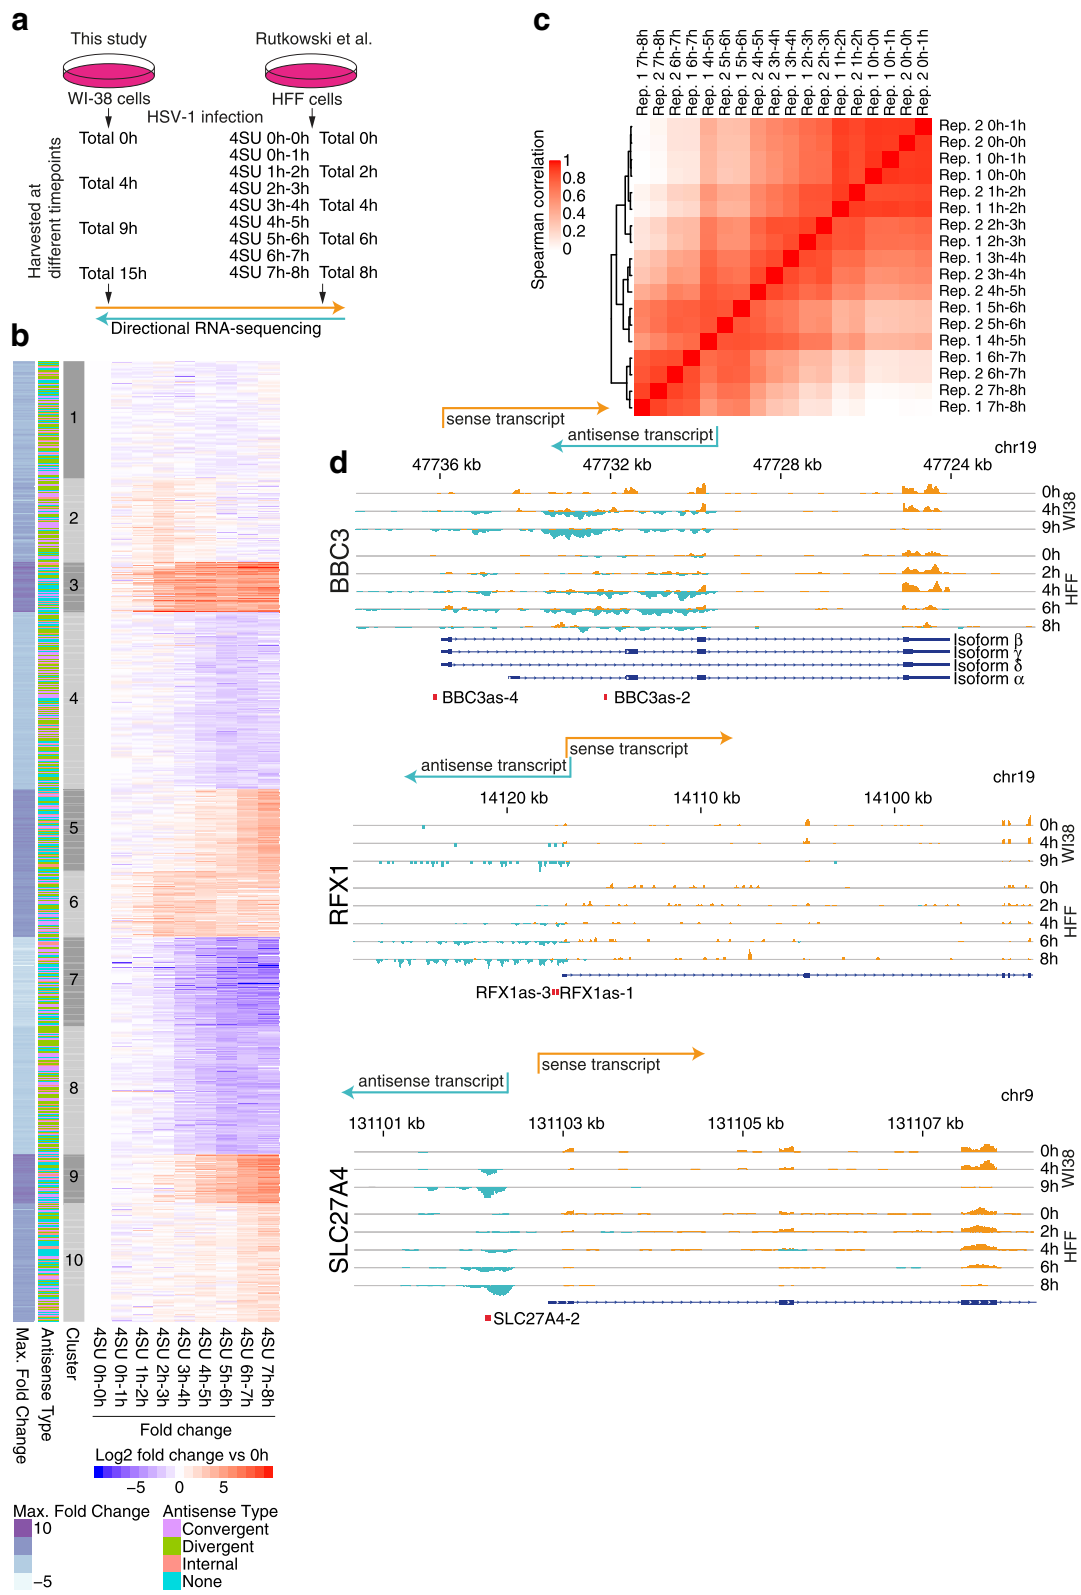 a
This study
Rutkowski et al.
WI-38 cells
HFF cells
HSV-1 infection
Harvested at
different timepoints
Total 0h
Total 4h
Total 9h
Total 15h
4SU 0h-0h
4SU 0h-1h
4SU 1h-2h
4SU 2h-3h
4SU 3h-4h
4SU 4h-5h
4SU 5h-6h
4SU 6h-7h
4SU 7h-8h
Total 0h
Total 2h
Total 4h
Total 6h
Total 8h
Directional RNA-sequencing
b
1
2
3
4
5
6
7
8
9
10
Max. Fold Change
Antisense Type
Cluster
4SU 0h-0h
4SU 0h-1h
4SU 1h-2h
4SU 2h-3h
4SU 3h-4h
4SU 4h-5h
4SU 5h-6h
4SU 6h-7h
4SU 7h-8h
Fold change
Log2 fold change vs 0h
−5 0 5
Max. Fold Change
10
−5
Antisense Type
Convergent
Divergent
Internal
None
c
Rep. 1 7h-8h
Rep. 2 7h-8h
Rep. 2 6h-7h
Rep. 1 6h-7h
Rep. 1 4h-5h
Rep. 2 5h-6h
Rep. 1 5h-6h
Rep. 2 4h-5h
Rep. 2 3h-4h
Rep. 1 3h-4h
Rep. 1 2h-3h
Rep. 2 2h-3h
Rep. 1 1h-2h
Rep. 2 1h-2h
Rep. 1 0h-0h
Rep. 1 0h-1h
Rep. 2 0h-0h
Rep. 2 0h-1h
Spearman correlation
1
0.8
0.6
0.4
0.2
0
Rep. 2 0h-1h
Rep. 2 0h-0h
Rep. 1 0h-1h
Rep. 1 0h-0h
Rep. 2 1h-2h
Rep. 1 1h-2h
Rep. 2 2h-3h
Rep. 1 2h-3h
Rep. 1 3h-4h
Rep. 2 3h-4h
Rep. 2 4h-5h
Rep. 1 5h-6h
Rep. 2 5h-6h
Rep. 1 4h-5h
Rep. 1 6h-7h
Rep. 2 6h-7h
Rep. 2 7h-8h
Rep. 1 7h-8h
d
sense transcript
antisense transcript
chr19
47736 kb 47732 kb 47728 kb 47724 kb
BBC3
0h
4h
9h
WI38
0h
2h
4h
6h
8h
HFF
Isoform β
Isoform γ
Isoform δ
Isoform α
BBC3as-4 BBC3as-2
sense transcript
antisense transcript
chr19
14120 kb 14110 kb 14100 kb
RFX1
0h
4h
9h
WI38
0h
2h
4h
6h
8h
HFF
RFX1as-3 RFX1as-1
sense transcript
antisense transcript
chr9
131101 kb 131103 kb 131105 kb 131107 kb
SLC27A4
0h
4h
9h
WI38
0h
2h
4h
6h
8h
HFF
SLC27A4-2